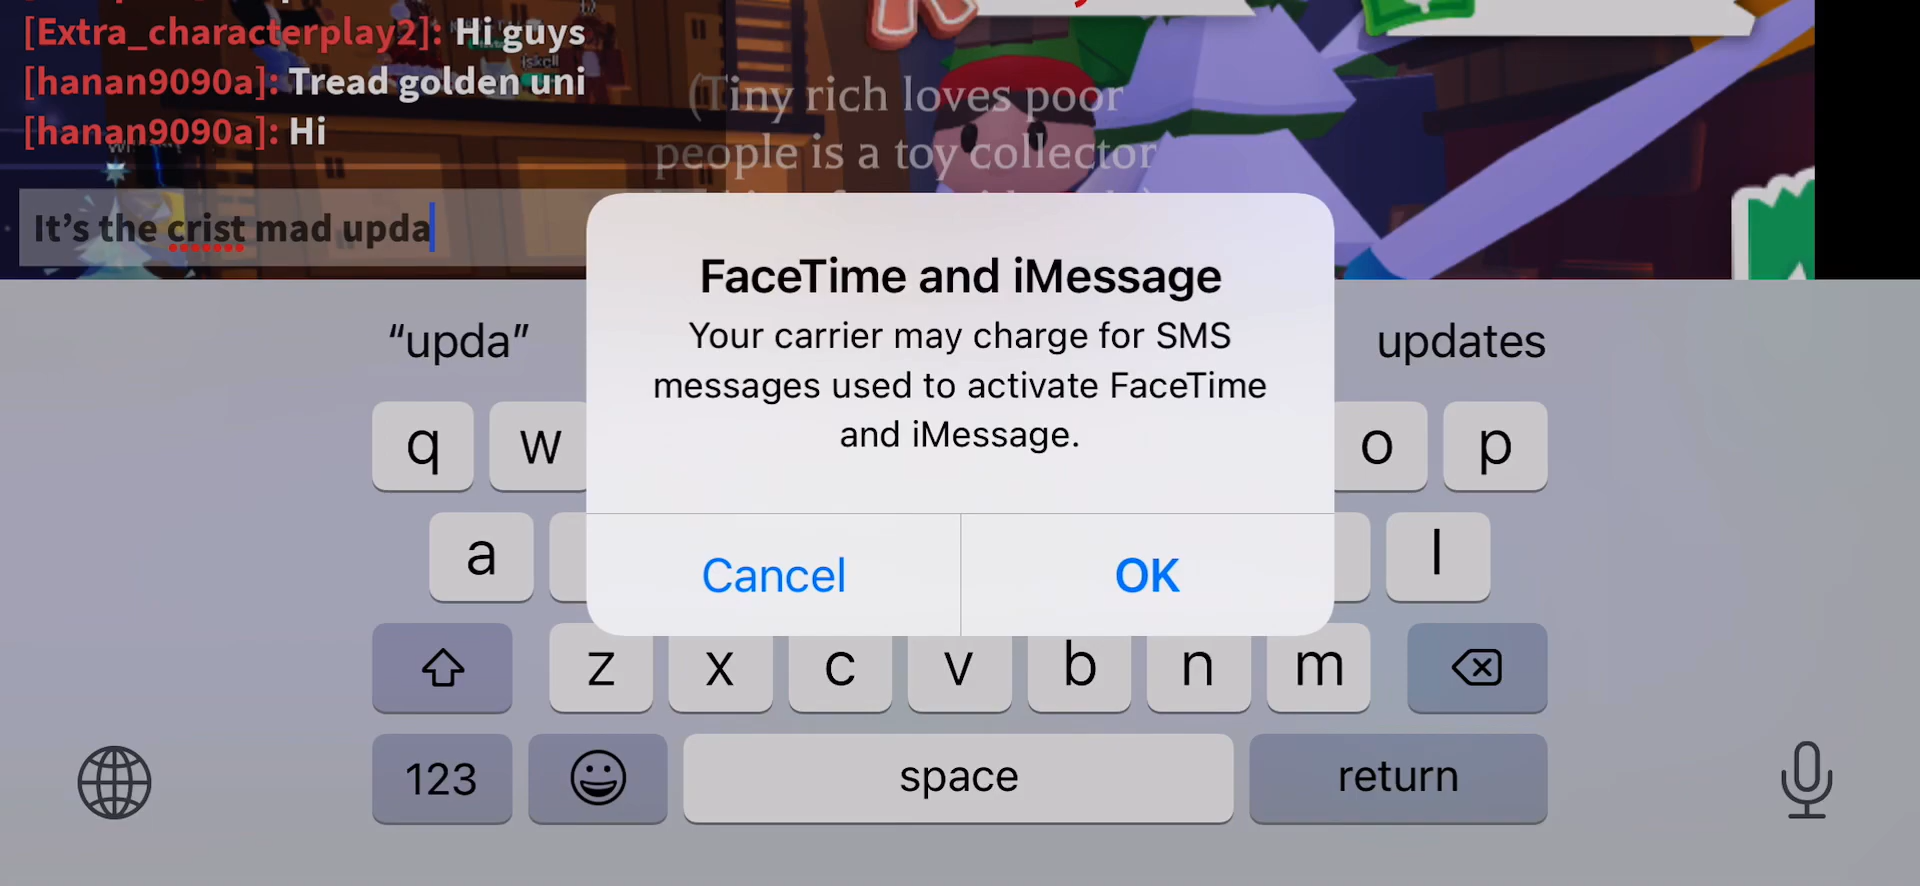 [Extra_characterplay2]: Hi guys
[hanan9090a]: Tread golden uni
[hanan9090a]: Hi
(Tiny rich loves poor
people is a toy collector
It's the crist mad upda
FaceTime and iMessage
Your carrier may charge for SMS
messages used to activate FaceTime
and iMessage.
Cancel
OK
“upda”
updates
q w o p
a l
z x c v b n m
123
space
return